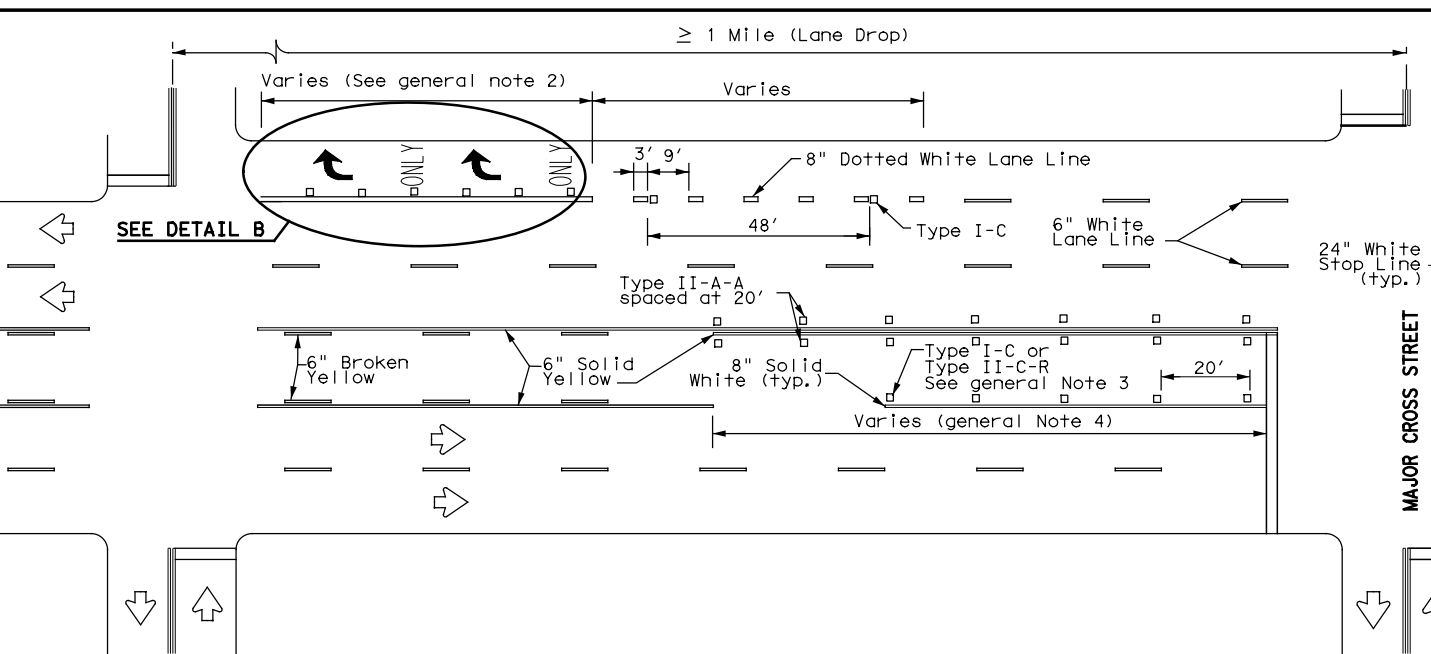 ≥ 1 Mile (Lane Drop)
Varies (See general note 2)
Varies
ONLY
ONLY
3'
9'
8" Dotted White Lane Line
SEE DETAIL B
48'
Type I-C
6" White
Lane Line
24" White
Stop Line
(typ.)
Type II-A-A
spaced at 20'
6" Broken
Yellow
6" Solid
Yellow
8" Solid
White (typ.)
Type I-C or
Type II-C-R
See general Note 3
20'
Varies (general Note 4)
MAJOR CROSS STREET